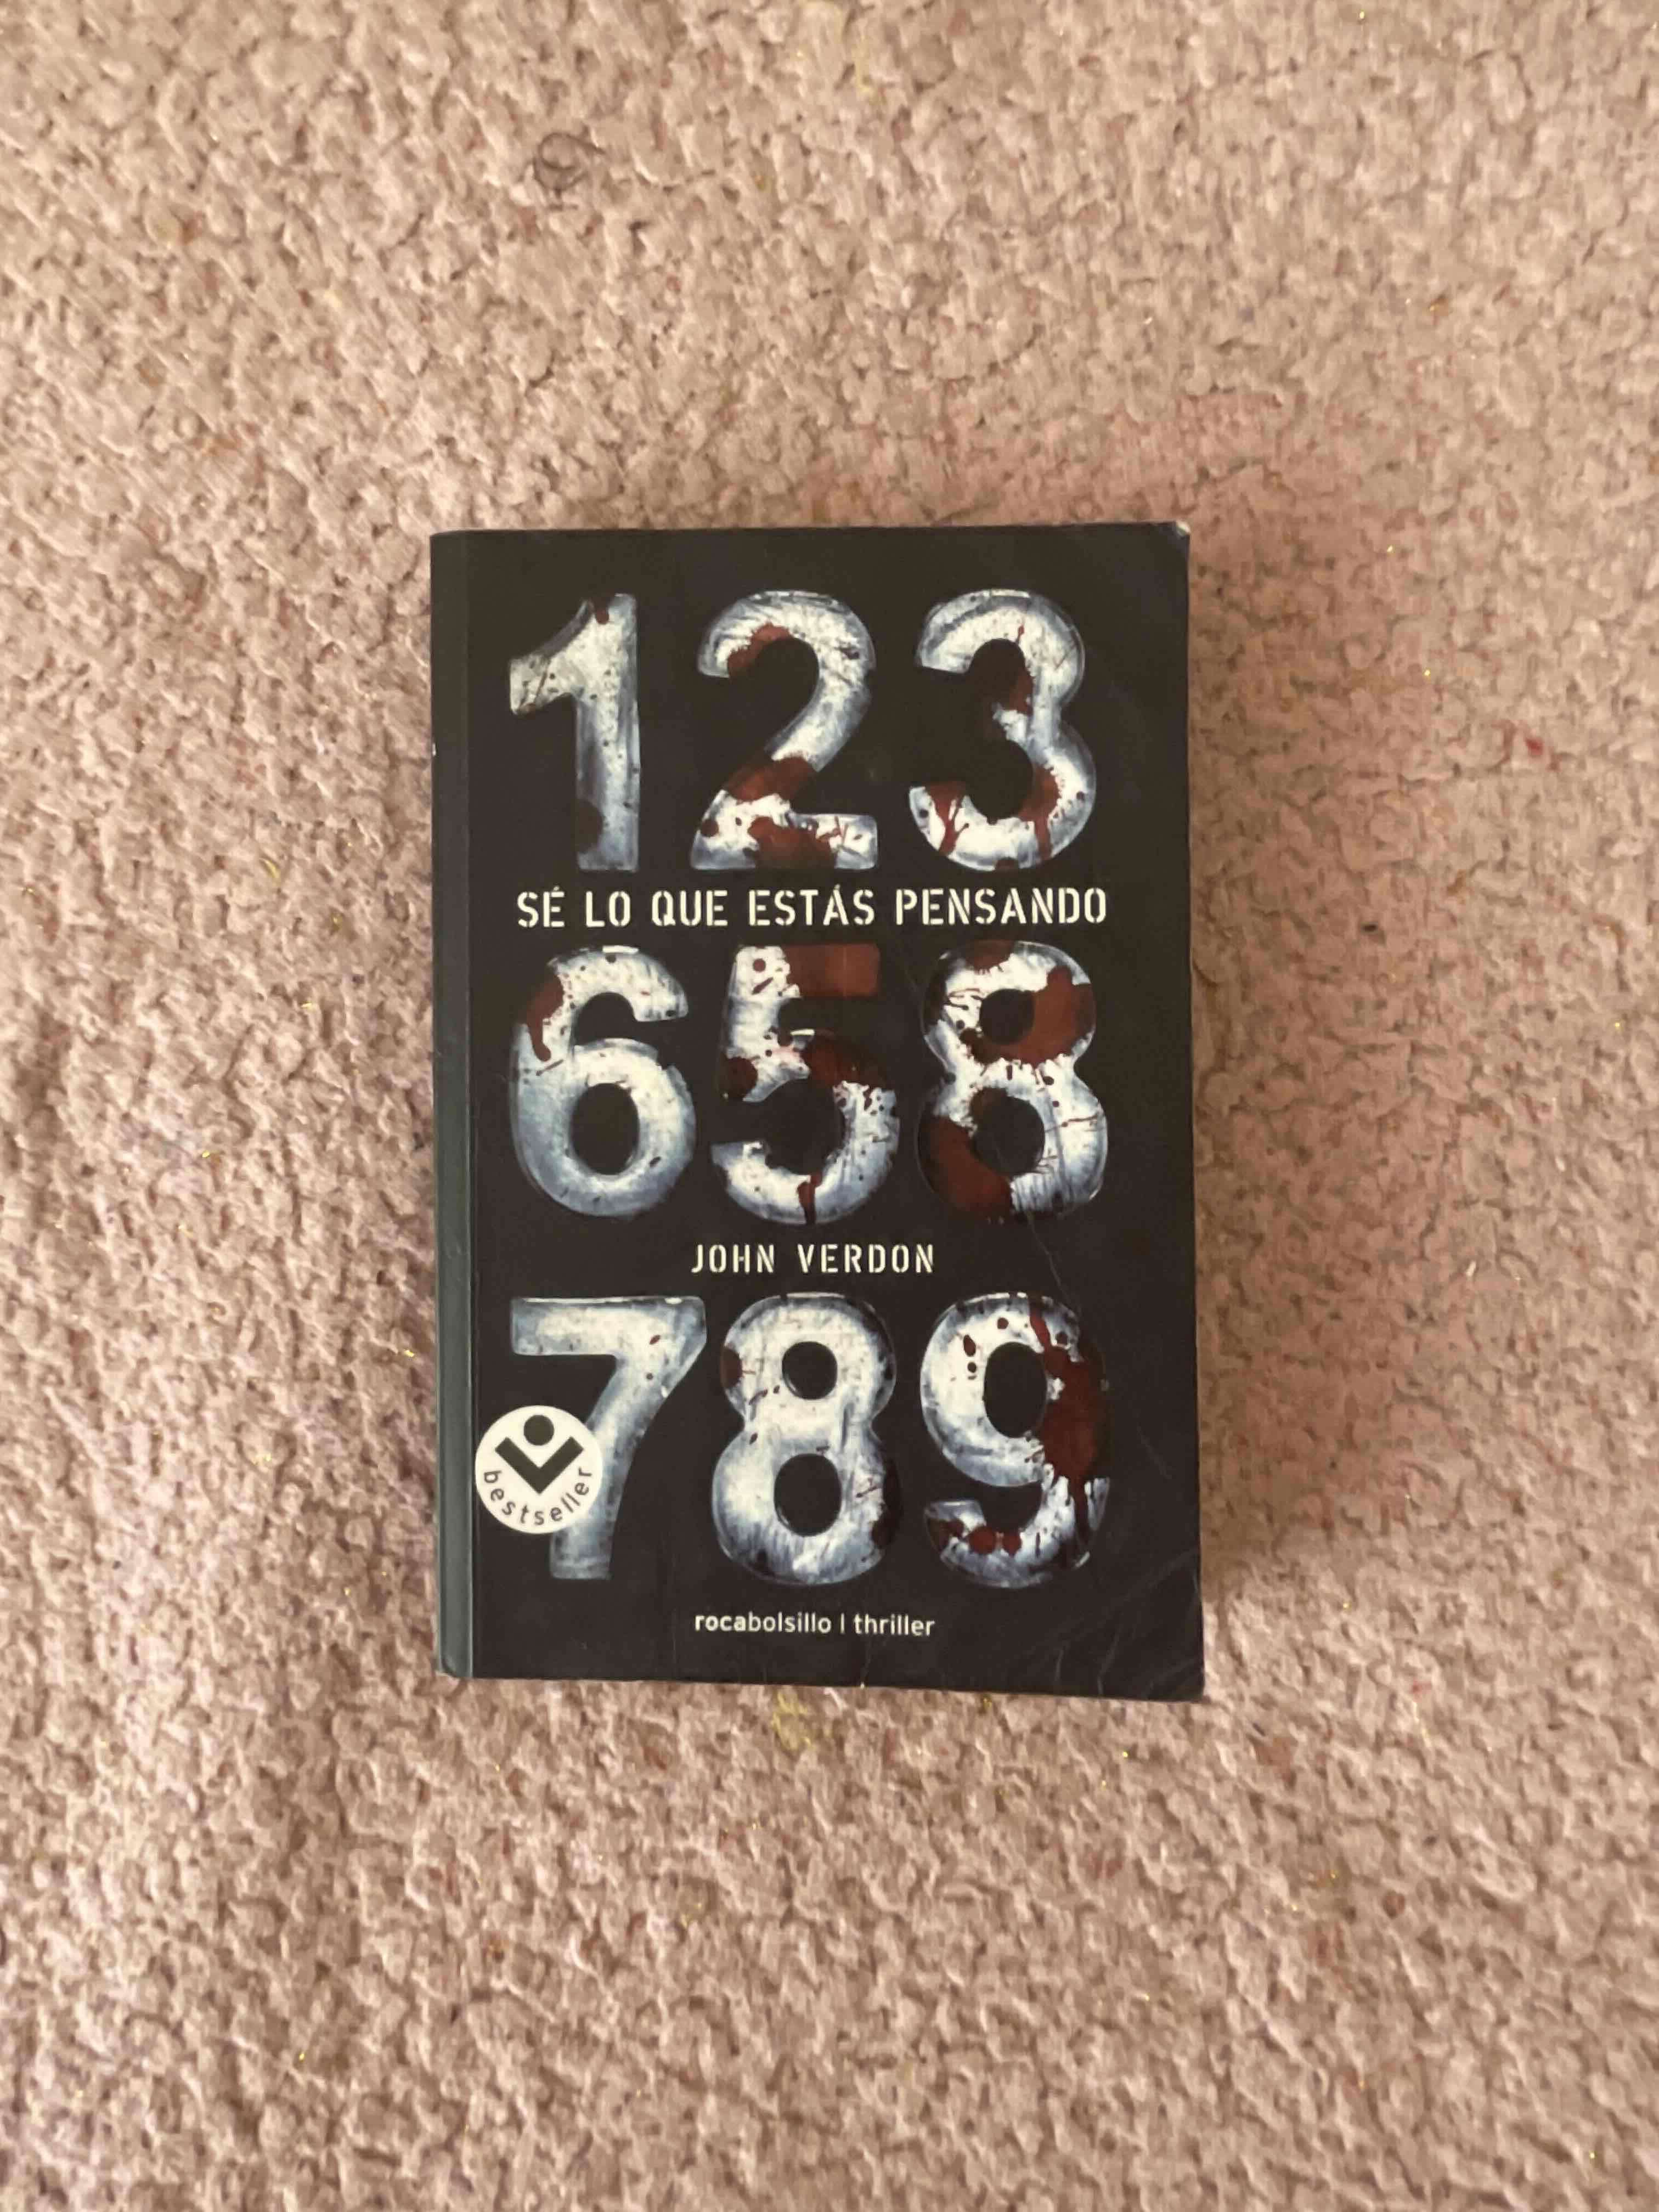 123
SÉ LO QUE ESTÁS PENSANDO
658
JOHN VERDON
789
bestseller
rocabolsillo | thriller